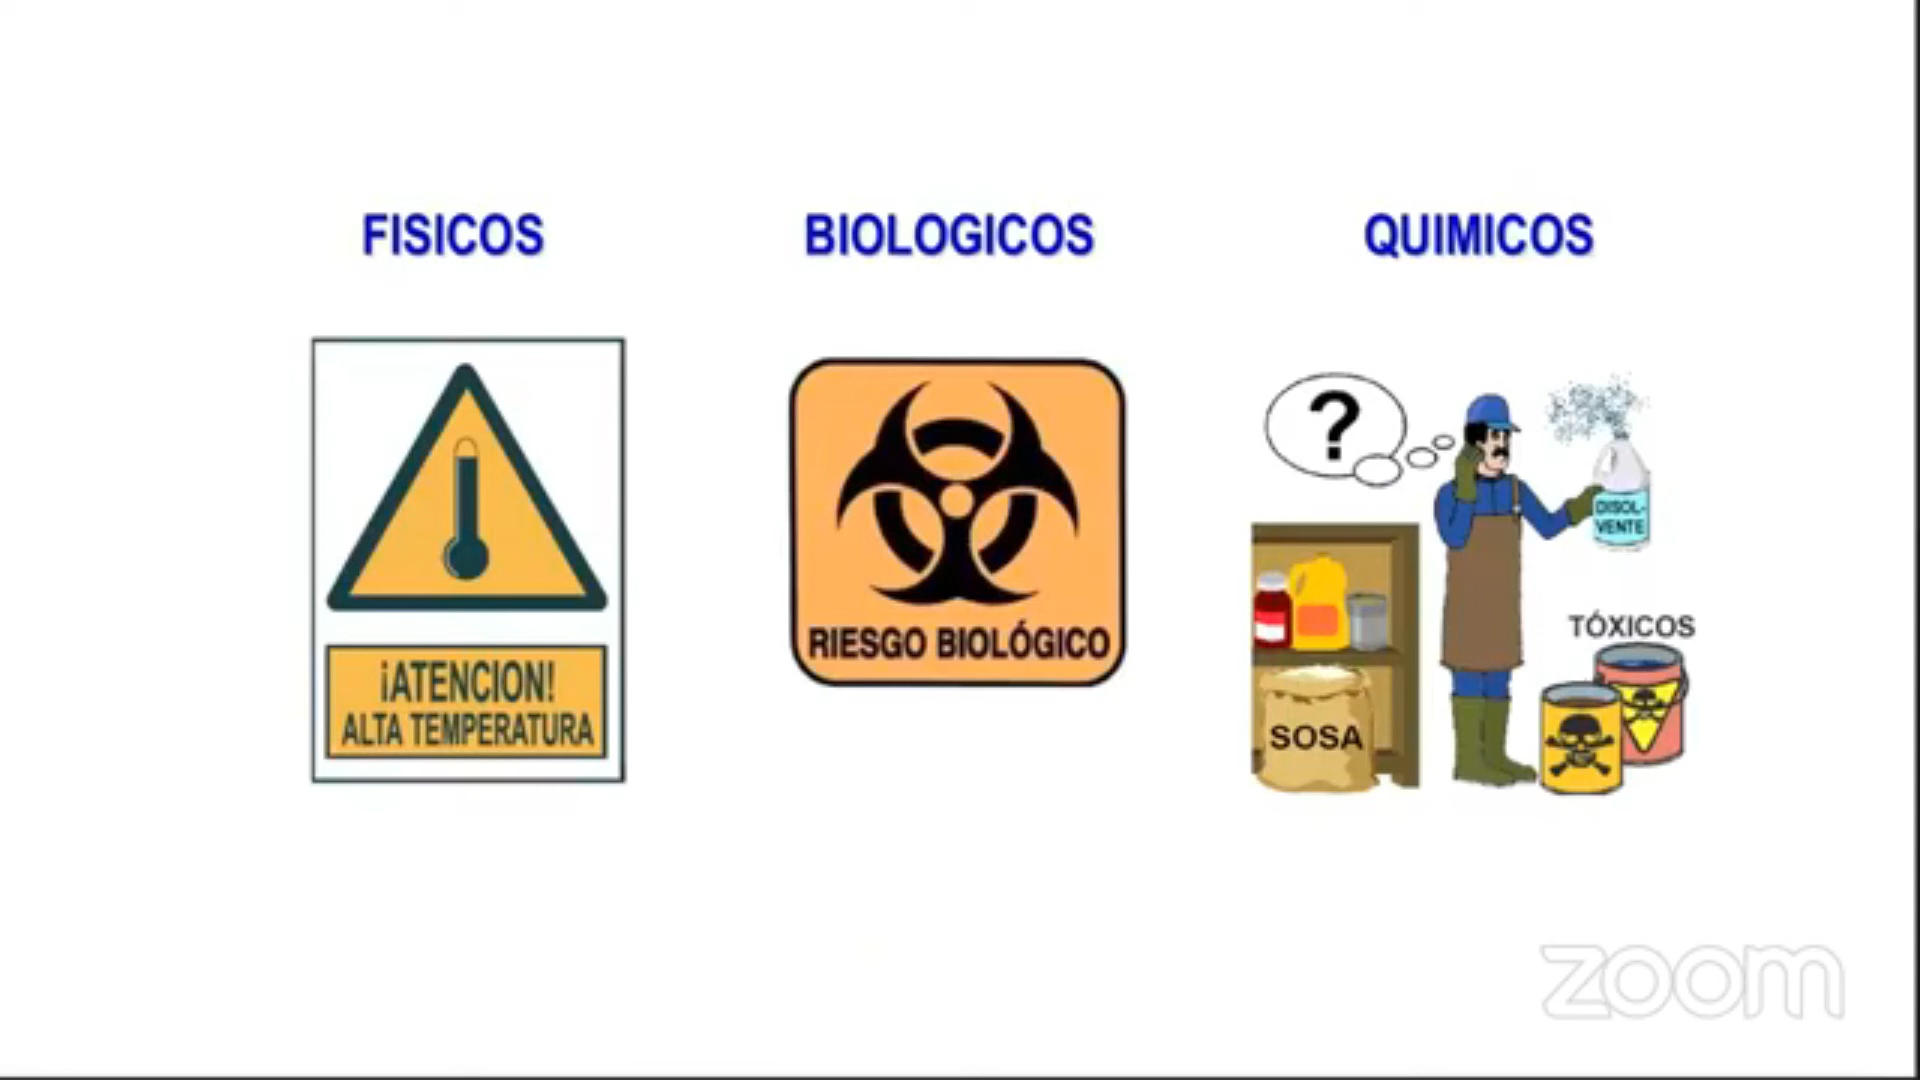 FISICOS
BIOLOGICOS
QUIMICOS
¡ATENCION!
ALTA TEMPERATURA
RIESGO BIOLÓGICO
?
DISOL-
VENTE
TÓXICOS
SOSA
zoom